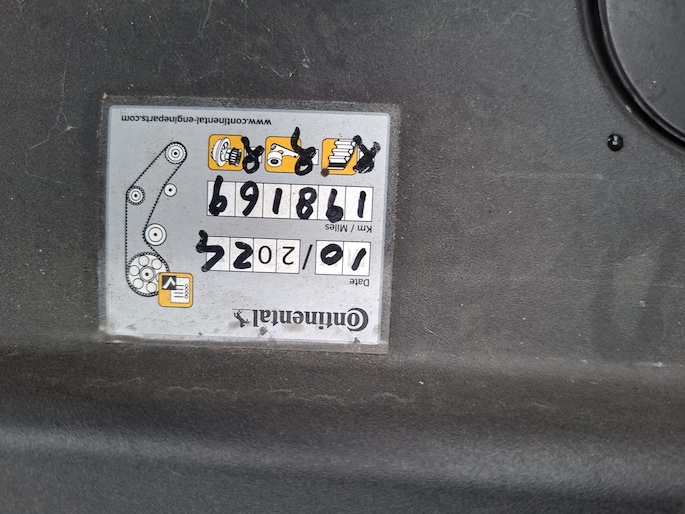 Continental
Date
10/2024
Km / Miles
198169
www.continental-engineparts.com